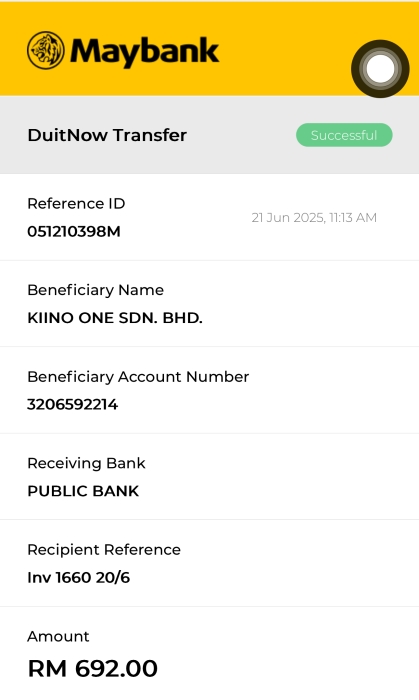 Maybank
DuitNow Transfer
Successful
Reference ID
21 Jun 2025, 11:13 AM
051210398M
Beneficiary Name
KIINO ONE SDN. BHD.
Beneficiary Account Number
3206592214
Receiving Bank
PUBLIC BANK
Recipient Reference
Inv 1660 20/6
Amount
RM 692.00